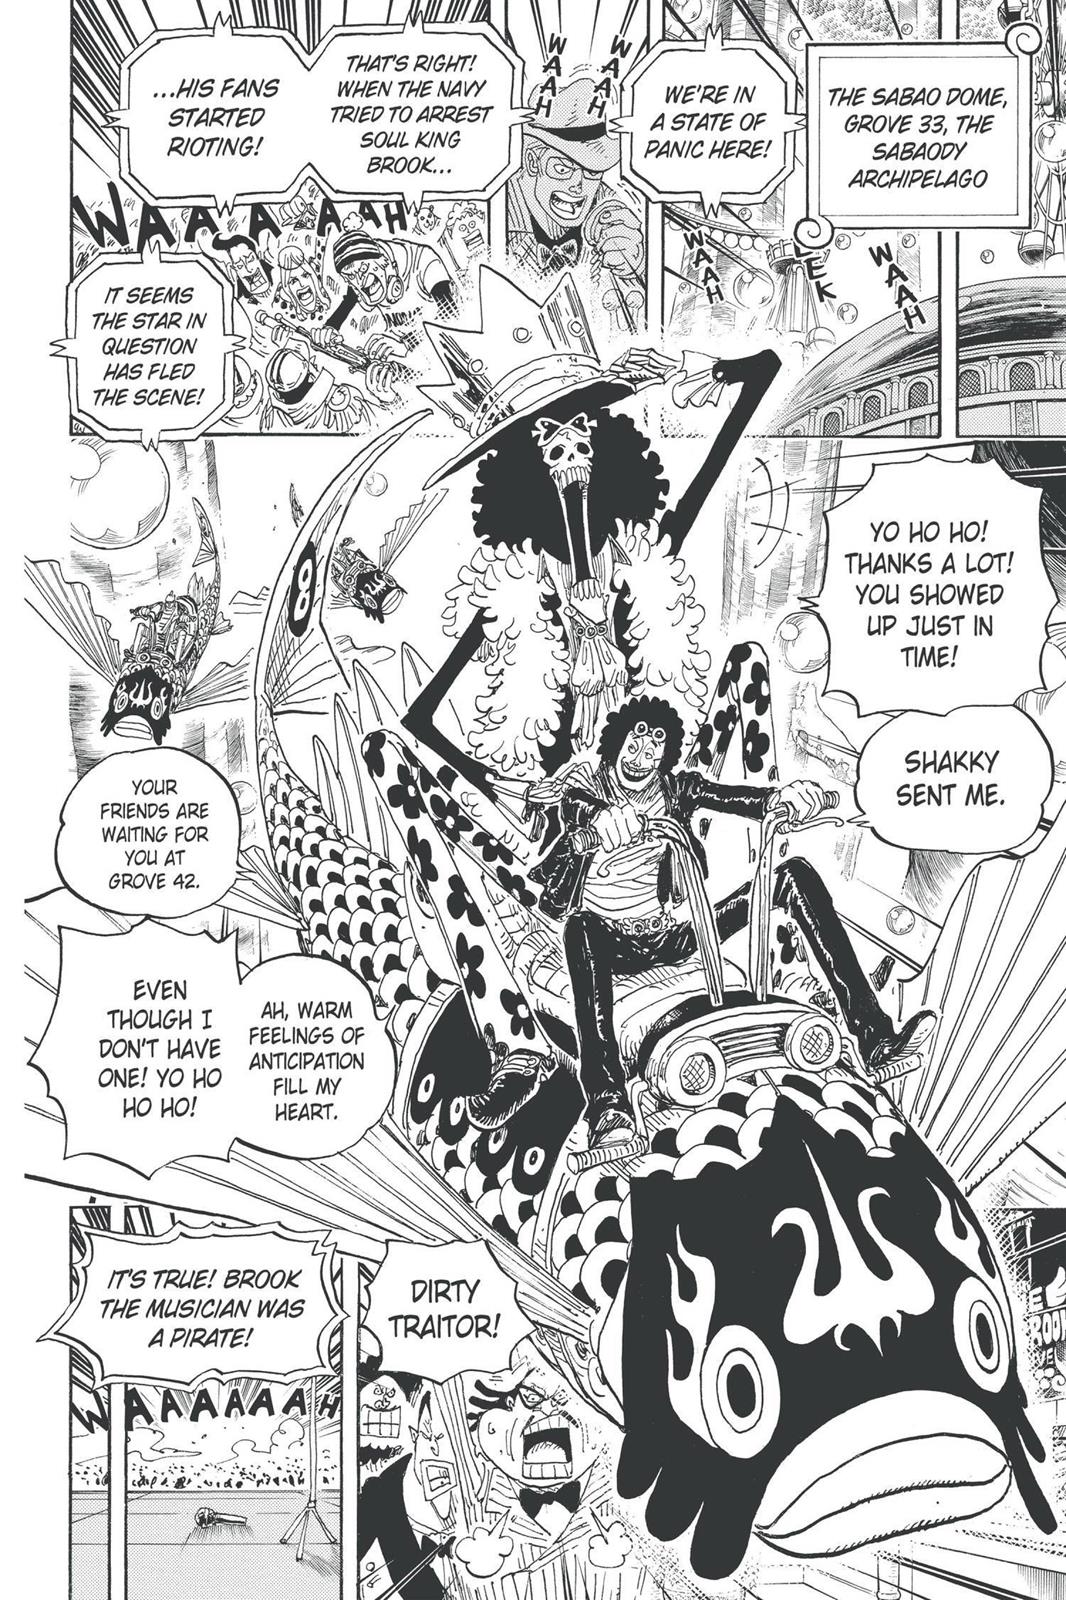 THE SABAO DOME,
GROVE 33, THE
SABAODY
ARCHIPELAGO
LEK
WAAH
WAAH
WE'RE IN
A STATE OF
PANIC HERE!
WAAH
WAAH
THAT'S RIGHT!
WHEN THE NAVY
TRIED TO ARREST
SOUL KING
BROOK...
...HIS FANS
STARTED
RIOTING!
WAAAAAAH
IT SEEMS
THE STAR IN
QUESTION
HAS FLED
THE SCENE!
8
YO HO HO!
THANKS A LOT!
YOU SHOWED
UP JUST IN
TIME!
SHAKKY
SENT ME.
YOUR
FRIENDS ARE
WAITING FOR
YOU AT
GROVE 42.
AH, WARM
FEELINGS OF
ANTICIPATION
FILL MY
HEART.
EVEN
THOUGH I
DON'T HAVE
ONE! YO HO
HO HO!
DIRTY
TRAITOR!
IT'S TRUE! BROOK
THE MUSICIAN WAS
A PIRATE!
WAAAAAAH